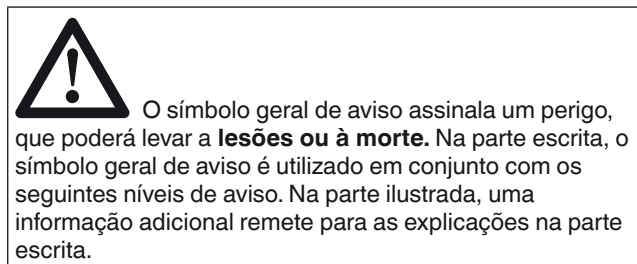 O símbolo geral de aviso assinala um perigo,
que poderá levar a lesões ou à morte. Na parte escrita, o
símbolo geral de aviso é utilizado em conjunto com os
seguintes níveis de aviso. Na parte ilustrada, uma
informação adicional remete para as explicações na parte
escrita.